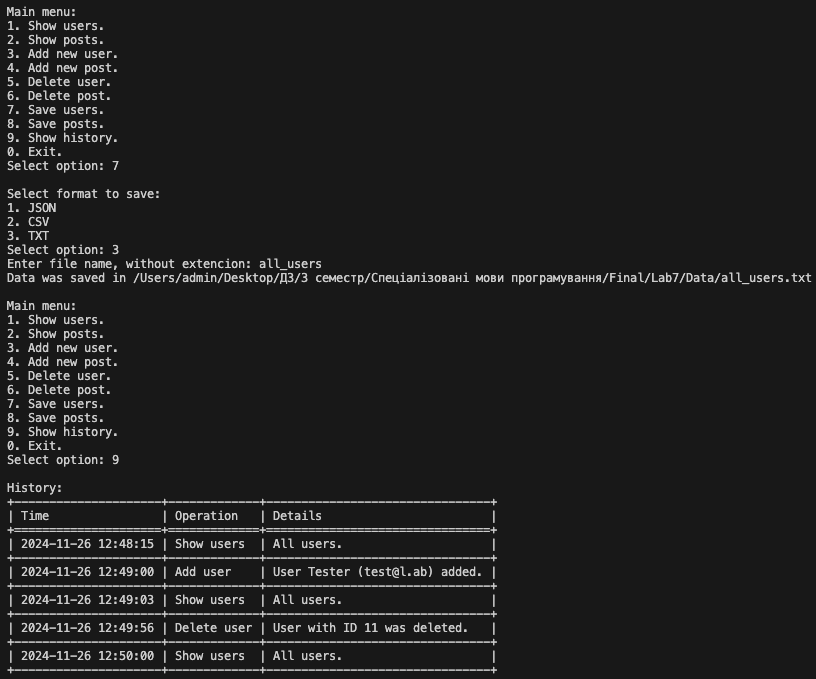 Main menu:
1. Show users.
2. Show posts.
3. Add new user.
4. Add new post.
5. Delete user.
6. Delete post.
7. Save users.
8. Save posts.
9. Show history.
0. Exit.
Select option: 7
Select format to save:
1. JSON
2. CSV
3. TXT
Select option: 3
Enter file name, without extencion: all_users
Data was saved in /Users/admin/Desktop/ДЗ/3 семестр/Спеціалізовані мови програмування/Final/Lab7/Data/all_users.txt
Main menu:
1. Show users.
2. Show posts.
3. Add new user.
4. Add new post.
5. Delete user.
6. Delete post.
7. Save users.
8. Save posts.
9. Show history.
0. Exit.
Select option: 9
History:
| Time | Operation | Details |
| 2024-11-26 12:48:15 | Show users | All users. |
| 2024-11-26 12:49:00 | Add user | User Tester (test@l.ab) added. |
| 2024-11-26 12:49:03 | Show users | All users. |
| 2024-11-26 12:49:56 | Delete user | User with ID 11 was deleted. |
| 2024-11-26 12:50:00 | Show users | All users. |